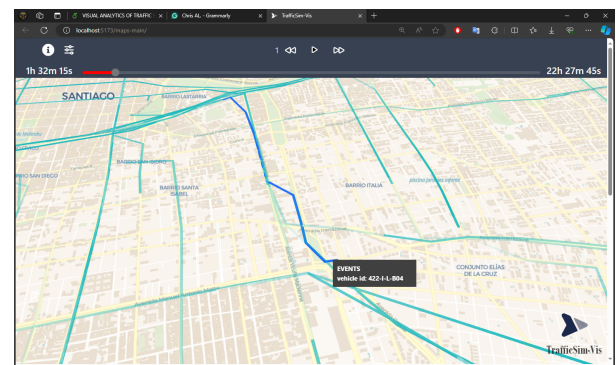 VISUAL ANALYTICS OF TRAFFIC
Chris AL. - Grammarly
TrafficSim-Vis
localhost:5173/maps-main/
1
1h 32m 15s
22h 27m 45s
SANTIAGO
BARRIO LASTARRIA
BARRIO SAN ISIDRO
RIO SAN DIEGO
BARRIO SANTA
ISABEL
BARRIO ITALIA
EVENTS
vehicle id: 422-I-L-B04
CONJUNTO ELÍAS
DE LA CRUZ
TrafficSim-Vis